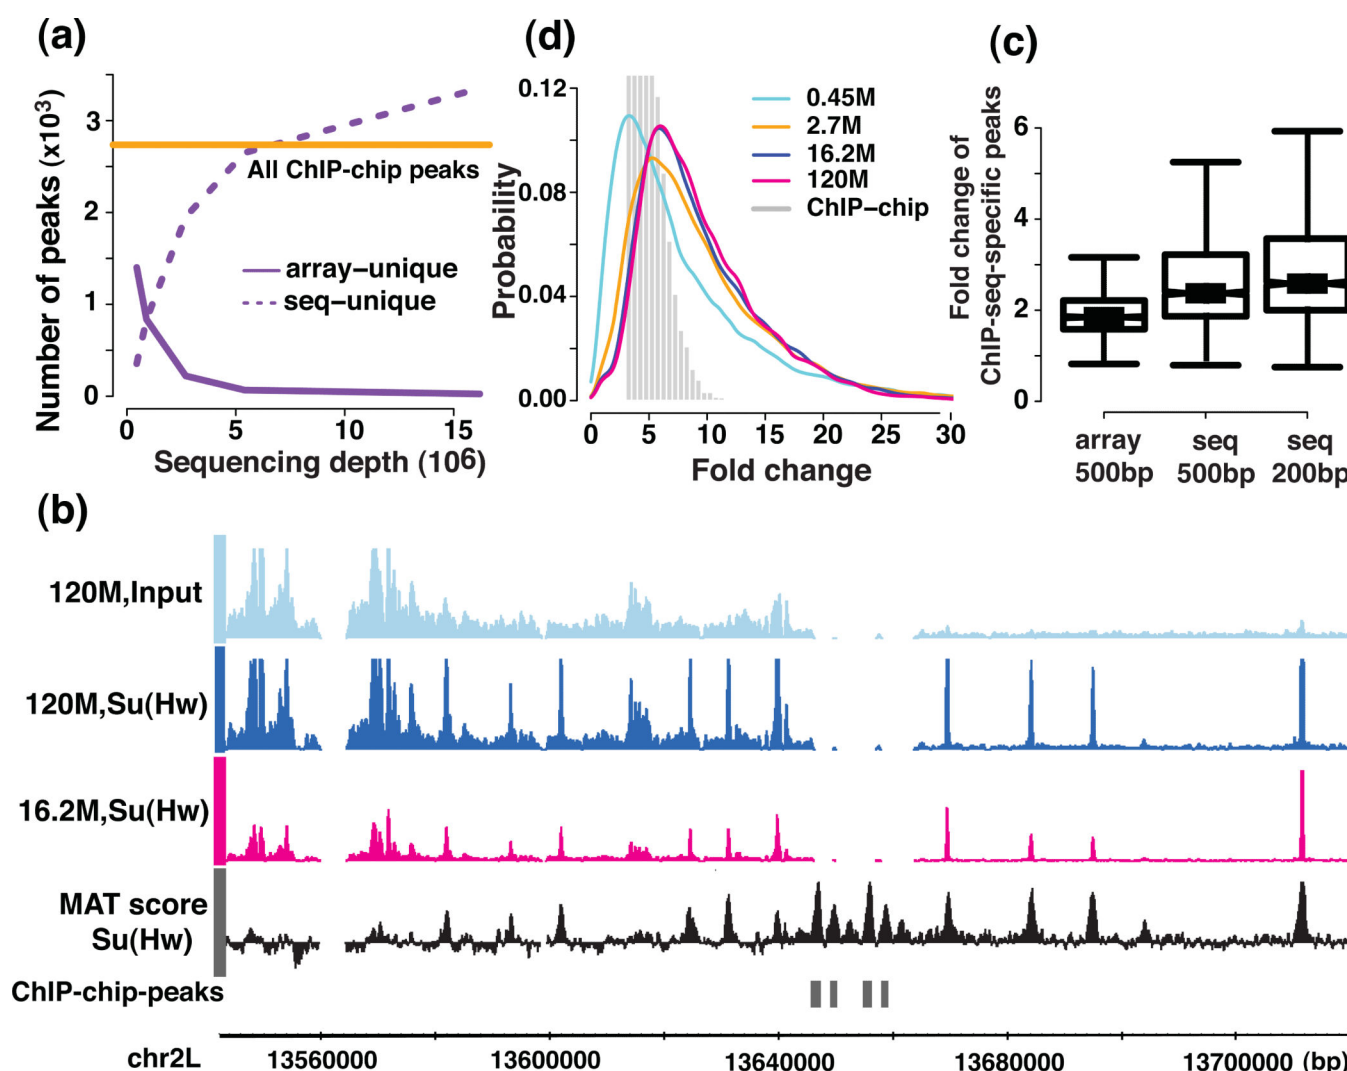 (a)
Number of peaks (x10³)
3
2
1
0
All ChIP-chip peaks
array–unique
seq–unique
0 5 10 15
Sequencing depth (10⁶)
(d)
Probability
0.12
0.08
0.04
0.00
0.45M
2.7M
16.2M
120M
ChIP–chip
0 5 10 15 20 25 30
Fold change
(c)
Fold change of
ChIP-seq-specific peaks
6
4
2
0
array
500bp
seq
500bp
seq
200bp
(b)
120M,Input
120M,Su(Hw)
16.2M,Su(Hw)
MAT score
Su(Hw)
ChIP-chip-peaks
chr2L 13560000 13600000 13640000 13680000 13700000 (bp)